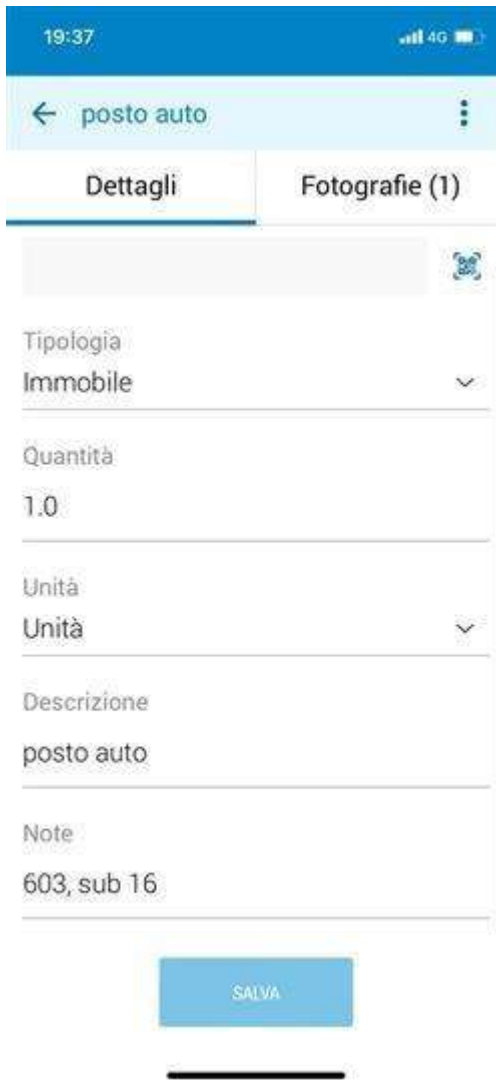 19:37 4G
posto auto
Dettagli Fotografie (1)
Tipologia
Immobile
Quantità
1.0
Unità
Unità
Descrizione
posto auto
Note
603, sub 16
SALVA